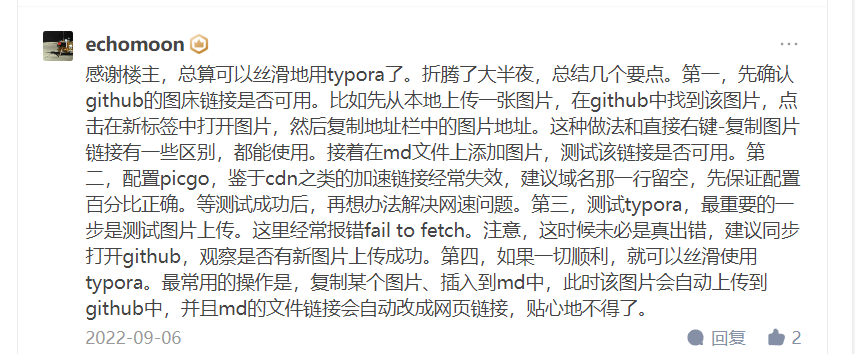 echomoon
感谢楼主，总算可以丝滑地用typora了。折腾了大半夜，总结几个要点。第一，先确认
github的图床链接是否可用。比如先从本地上传一张图片，在github中找到该图片，点
击在新标签中打开图片，然后复制地址栏中的图片地址。这种做法和直接右键-复制图片
链接有一些区别，都能使用。接着在md文件上添加图片，测试该链接是否可用。第
二，配置picgo，鉴于cdn之类的加速链接经常失效，建议域名那一行留空，先保证配置
百分比正确。等测试成功后，再想办法解决网速问题。第三，测试typora，最重要的一
步是测试图片上传。这里经常报错fail to fetch。注意，这时候未必是真出错，建议同步
打开github，观察是否有新图片上传成功。第四，如果一切顺利，就可以丝滑使用
typora。最常用的操作是，复制某个图片、插入到md中，此时该图片会自动上传到
github中，并且md的文件链接会自动改成网页链接，贴心地不得了。
2022-09-06 回复 2